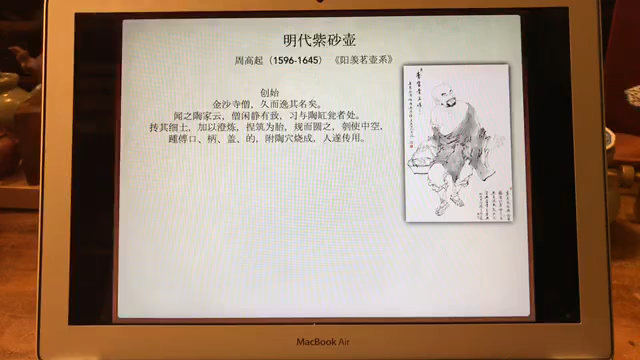 明代紫砂壶
周高起（1596-1645）《阳羡茗壶系》
创始
金沙寺僧，久而逸其名矣。
闻之陶家云，僧闲静有致，习与陶缸瓮者处。
抟其细土，加以澄炼，捏筑为胎，规而圆之，刳使中空，
踵傅口、柄、盖、的，附陶穴烧成，人遂传用。
MacBook Air